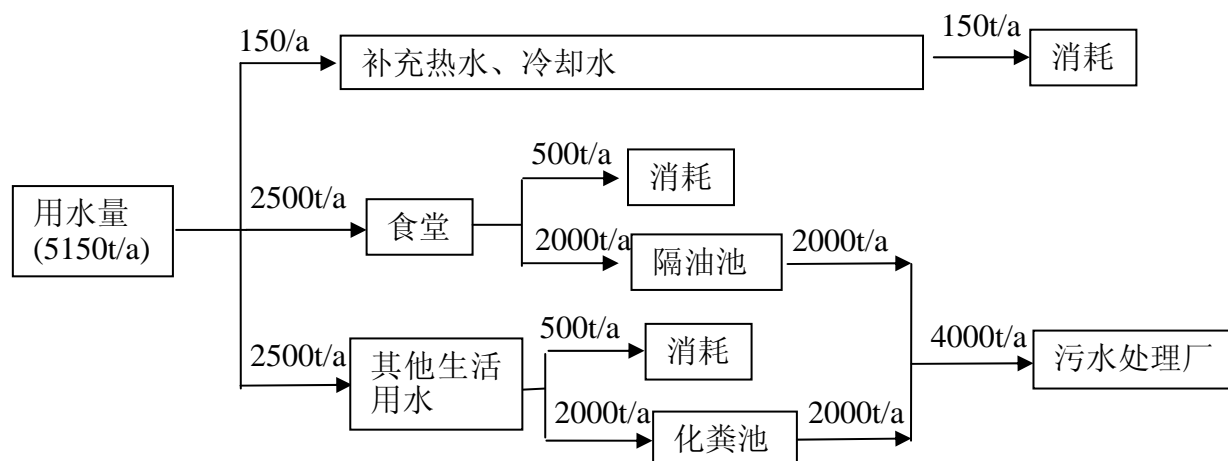 150/a
150t/a
补充热水、冷却水
消耗
500t/a
消耗
2500t/a
用水量
(5150t/a)
食堂
2000t/a
隔油池
2000t/a
500t/a
消耗
2500t/a
其他生活
用水
4000t/a
污水处理厂
2000t/a
化粪池
2000t/a